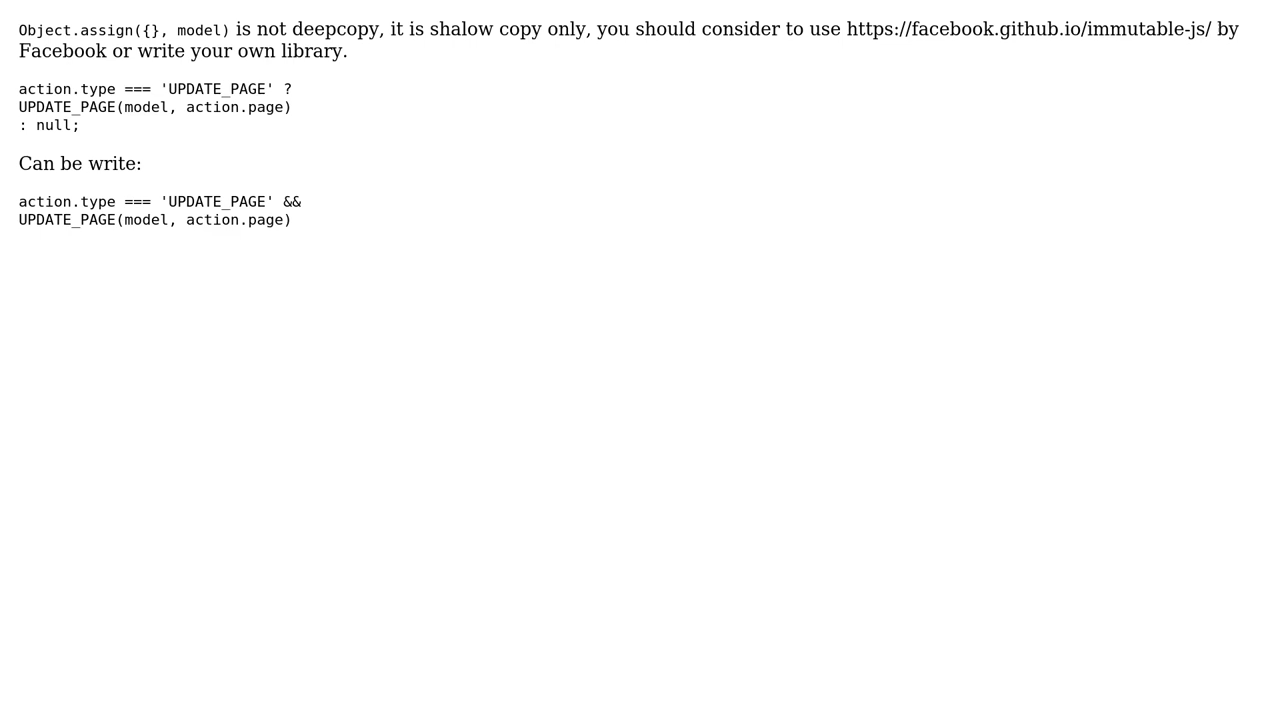 Object.assign({}, model) is not deepcopy, it is shalow copy only, you should consider to use https://facebook.github.io/immutable-js/ by
Facebook or write your own library.
action.type === 'UPDATE_PAGE' ?
UPDATE_PAGE(model, action.page)
: null;
Can be write:
action.type === 'UPDATE_PAGE' &&
UPDATE_PAGE(model, action.page)